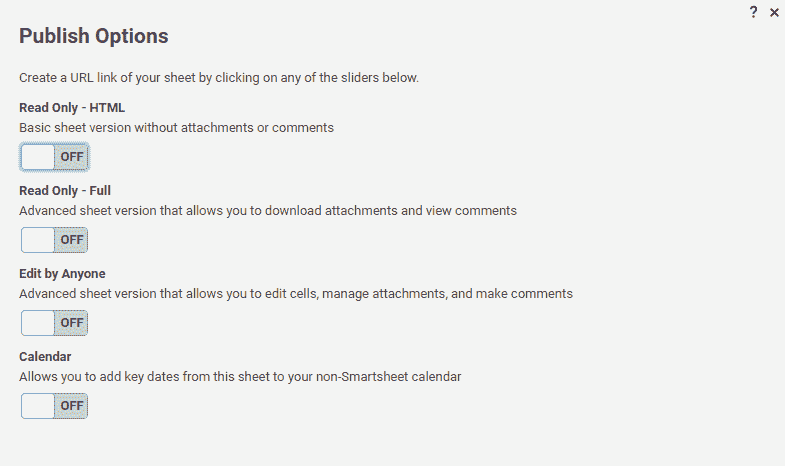 ?
Publish Options
Create a URL link of your sheet by clicking on any of the sliders below.
Read Only - HTML
Basic sheet version without attachments or comments
OFF
Read Only - Full
Advanced sheet version that allows you to download attachments and view comments
OFF
Edit by Anyone
Advanced sheet version that allows you to edit cells, manage attachments, and make comments
OFF
Calendar
Allows you to add key dates from this sheet to your non-Smartsheet calendar
OFF